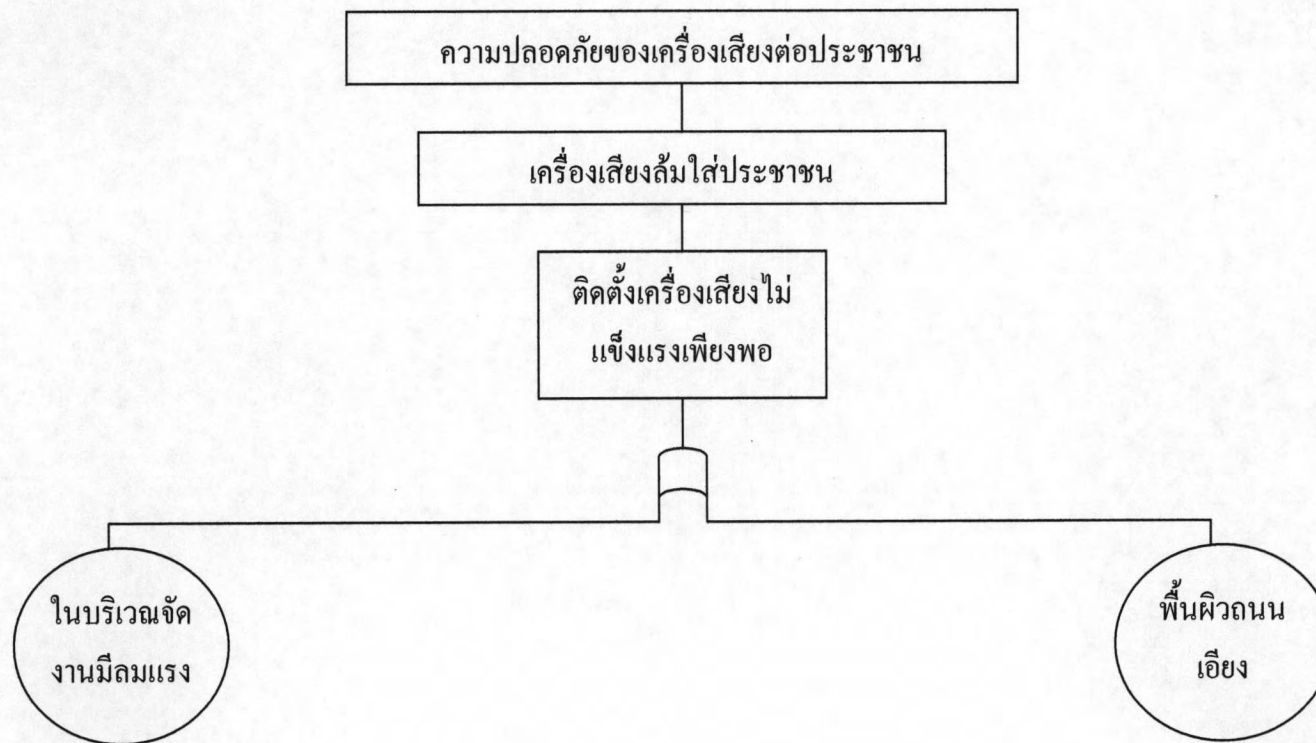 ความปลอดภัยของเครื่องเสียงต่อประชาชน
เครื่องเสียงล้มใส่ประชาชน
ติดตั้งเครื่องเสียงไม่
แข็งแรงเพียงพอ
ในบริเวณจัด
งานมีลมแรง
พื้นผิวถนน
เอียง